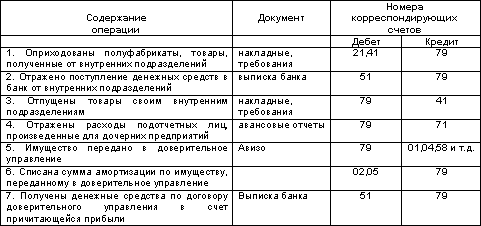 Содержание операции Документ Номера корреспондирующих счетов
Дебет Кредит
1. Оприходованы полуфабрикаты, товары, полученные от внутренних подразделений накладные, требования 21,41 79
2. Отражено поступление денежных средств в банк от внутренних подразделений выписка банка 51 79
3. Отпущены товары своим внутренним подразделениям накладные, требования 79 41
4. Отражены расходы подотчетных лиц, произведенные для дочерних предприятий авансовые отчеты 79 71
5. Имущество передано в доверительное управление Авизо 79 01,04,58 и т.д.
6. Списана сумма амортизации по имуществу, переданному в доверительное управление 02,05 79
7. Получены денежные средства по договору доверительного управления в счет причитающейся прибыли Выписка банка 51 79